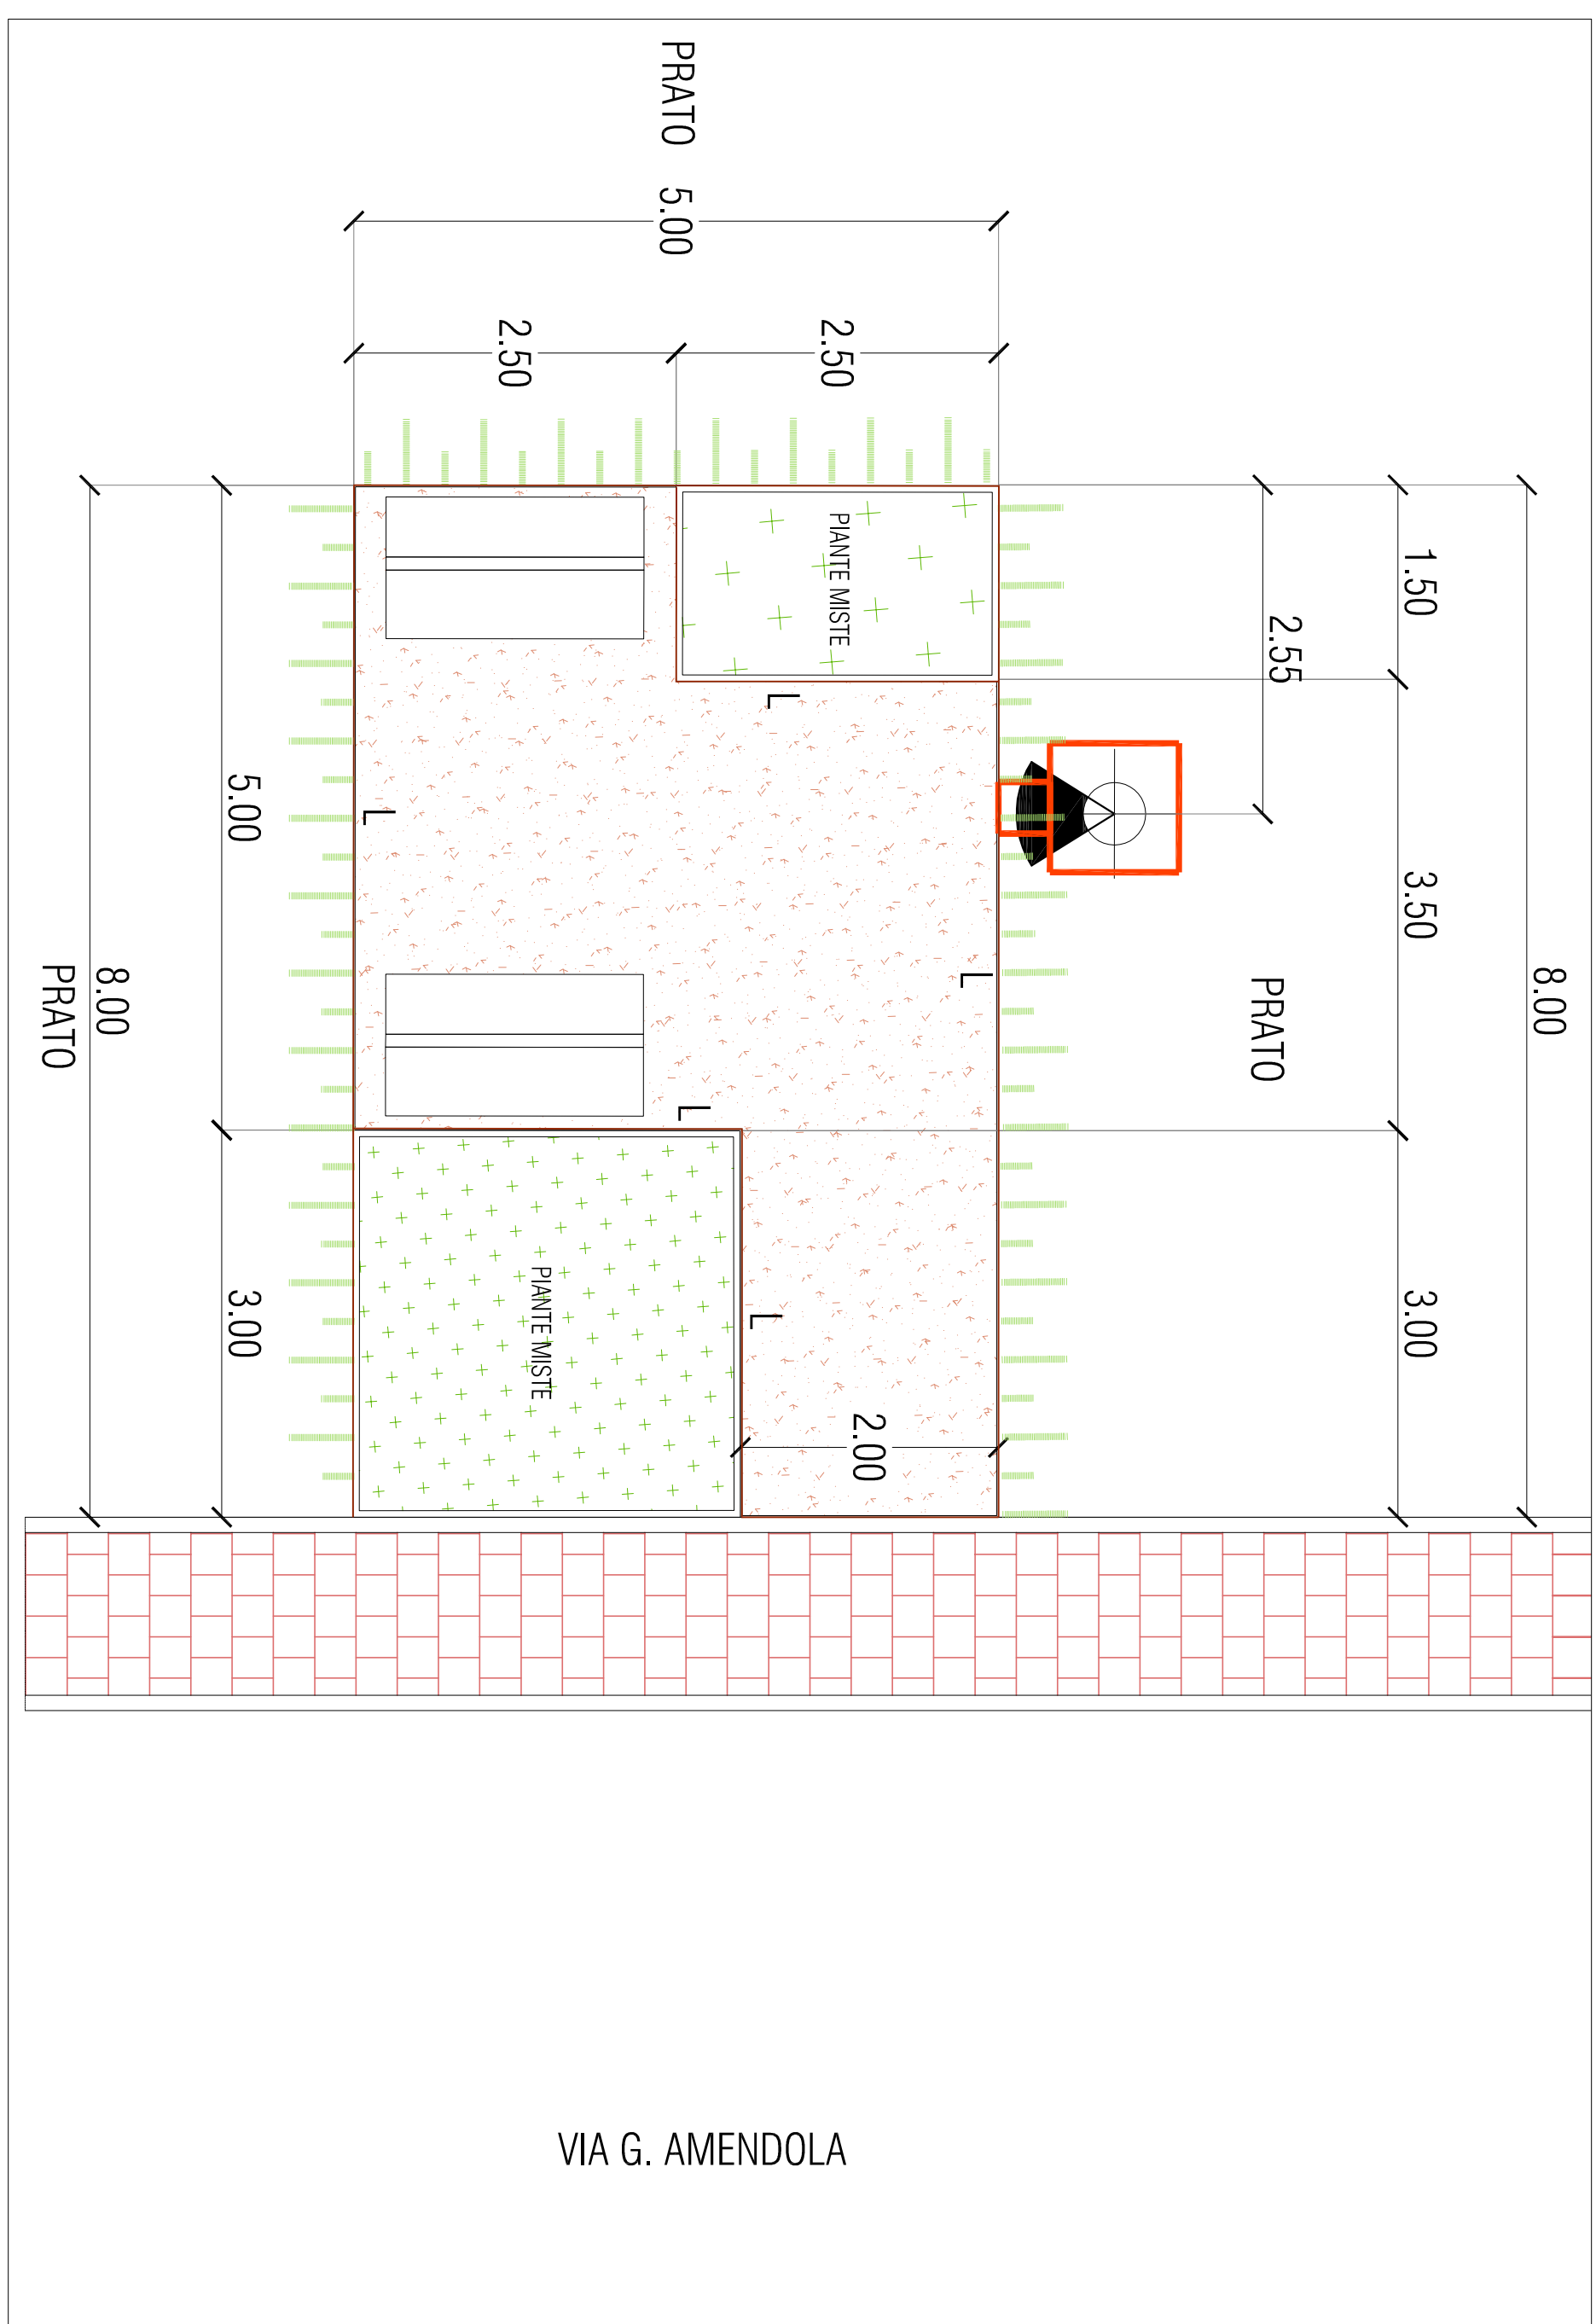 PRATO
5.00
2.50
2.50
1.50
2.55
8.00
3.50
3.00
PRATO
PIANTE MISTE
L
L
L
L
L
5.00
8.00
PRATO
3.00
PIANTE MISTE
2.00
VIA G. AMENDOLA